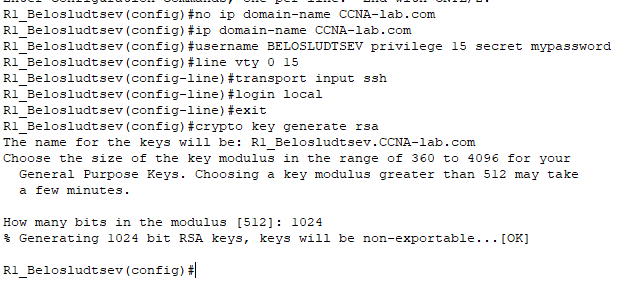 R1_Belosludtsev(config)#no ip domain-name CCNA-lab.com
R1_Belosludtsev(config)#ip domain-name CCNA-lab.com
R1_Belosludtsev(config)#username BELOSLUDTSEV privilege 15 secret mypassword
R1_Belosludtsev(config)#line vty 0 15
R1_Belosludtsev(config-line)#transport input ssh
R1_Belosludtsev(config-line)#login local
R1_Belosludtsev(config-line)#exit
R1_Belosludtsev(config)#crypto key generate rsa
The name for the keys will be: R1_Belosludtsev.CCNA-lab.com
Choose the size of the key modulus in the range of 360 to 4096 for your
General Purpose Keys. Choosing a key modulus greater than 512 may take
a few minutes.
How many bits in the modulus [512]: 1024
% Generating 1024 bit RSA keys, keys will be non-exportable...[OK]
R1_Belosludtsev(config)#